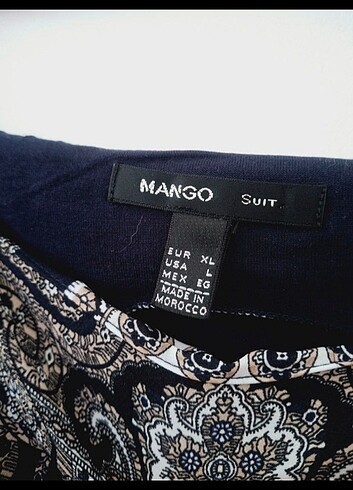 MANGO SUIT.
EUR XL
USA L
MEX EG
MADE IN
MOROCCO